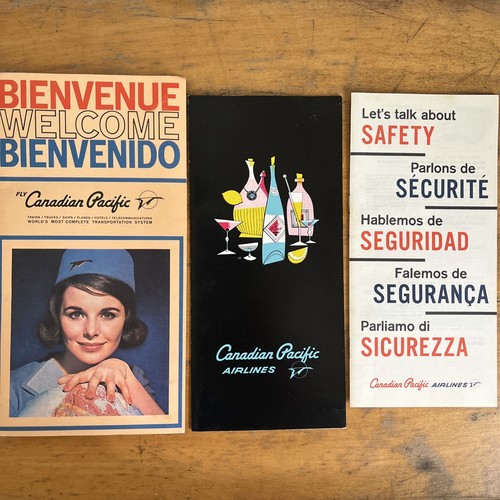 BIENVENUE
WELCOME
BIENVENIDO
FLY Canadian Pacific
TRAINS / TRUCKS / SHIPS / PLANES / HOTELS / TELECOMMUNICATIONS
WORLD'S MOST COMPLETE TRANSPORTATION SYSTEM
Canadian Pacific
AIRLINES
Let's talk about
SAFETY
Parlons de
SÉCURITÉ
Hablemos de
SEGURIDAD
Falemos de
SEGURANÇA
Parliamo di
SICUREZZA
Canadian Pacific AIRLINES